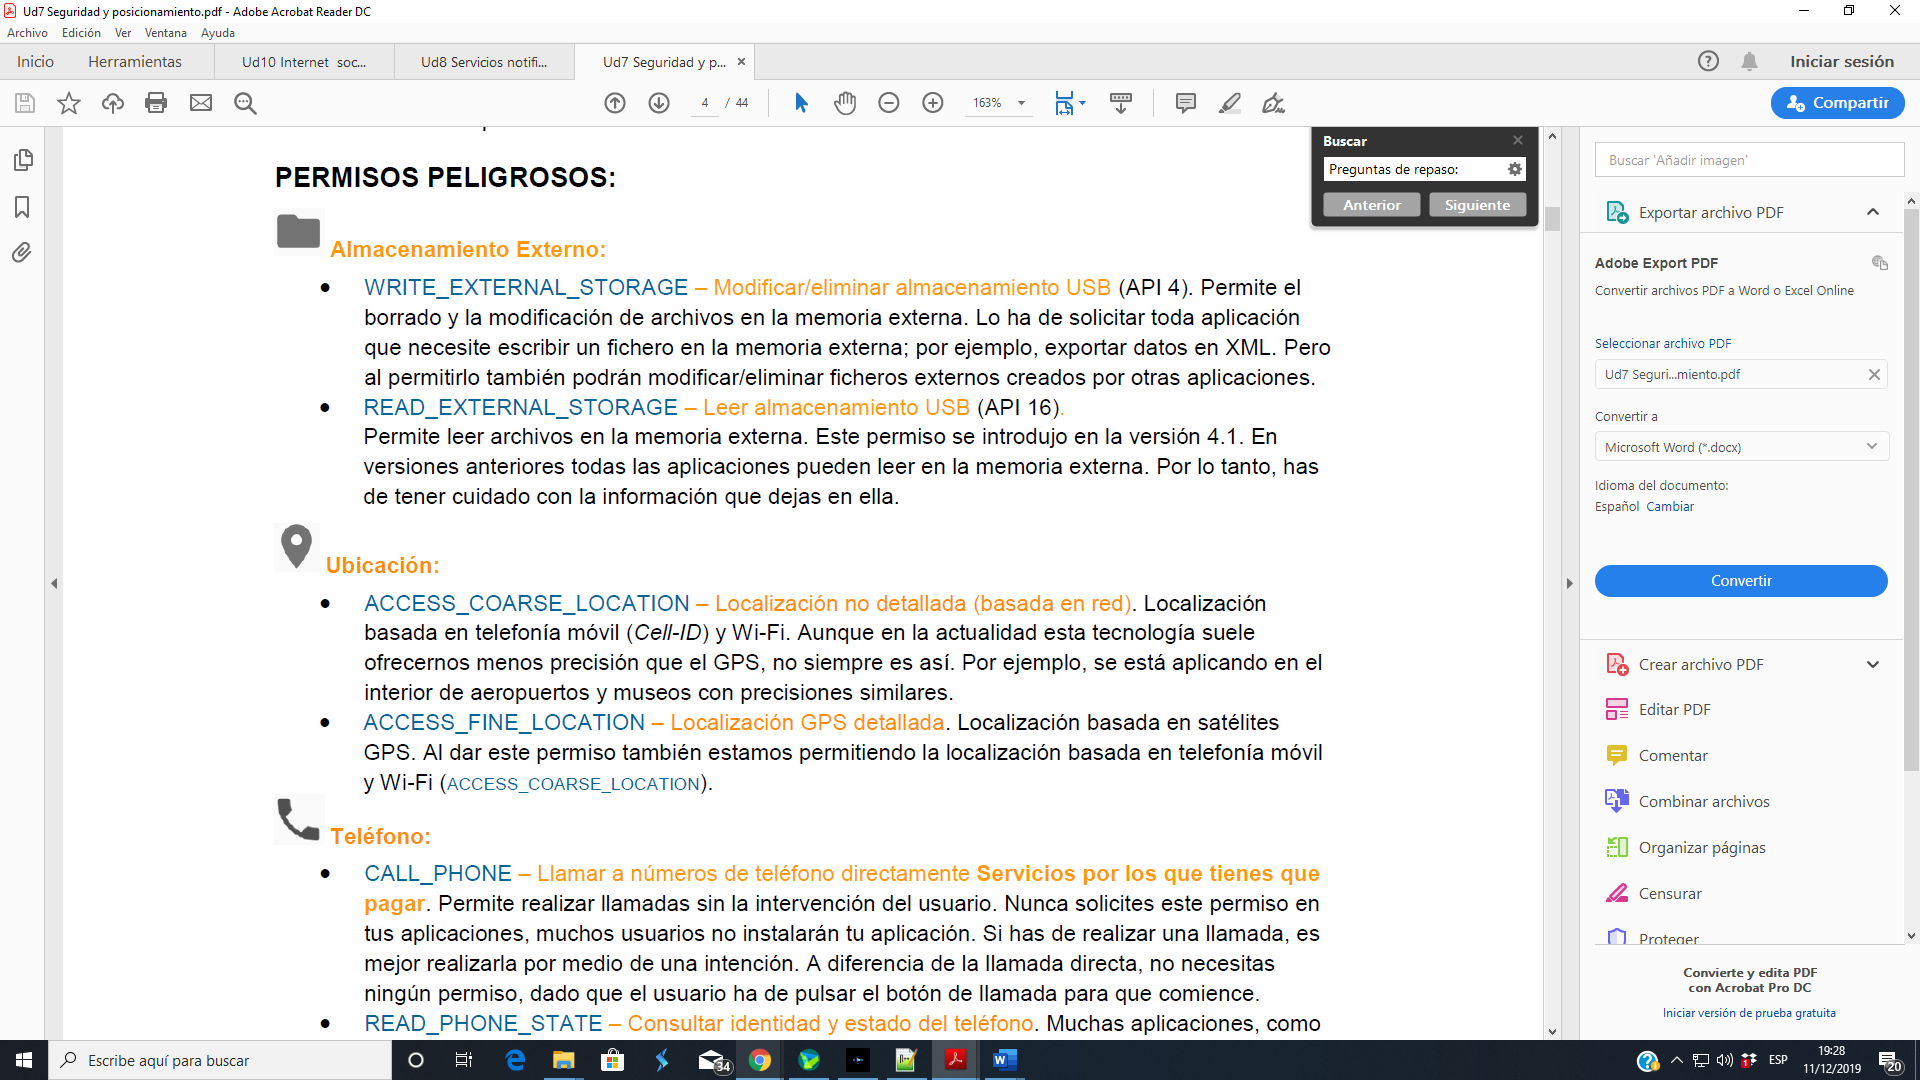 Ud7 Seguridad y posicionamiento.pdf - Adobe Acrobat Reader DC
Archivo Edición Ver Ventana Ayuda
Inicio Herramientas Ud10 Internet soc... Ud8 Servicios notifi... Ud7 Seguridad y p... Iniciar sesión
4 / 44 163% Compartir
PERMISOS PELIGROSOS:
Almacenamiento Externo:
WRITE_EXTERNAL_STORAGE – Modificar/eliminar almacenamiento USB (API 4). Permite el
borrado y la modificación de archivos en la memoria externa. Lo ha de solicitar toda aplicación
que necesite escribir un fichero en la memoria externa; por ejemplo, exportar datos en XML. Pero
al permitirlo también podrán modificar/eliminar ficheros externos creados por otras aplicaciones.
READ_EXTERNAL_STORAGE – Leer almacenamiento USB (API 16).
Permite leer archivos en la memoria externa. Este permiso se introdujo en la versión 4.1. En
versiones anteriores todas las aplicaciones pueden leer en la memoria externa. Por lo tanto, has
de tener cuidado con la información que dejas en ella.
Ubicación:
ACCESS_COARSE_LOCATION – Localización no detallada (basada en red). Localización
basada en telefonía móvil (Cell-ID) y Wi-Fi. Aunque en la actualidad esta tecnología suele
ofrecernos menos precisión que el GPS, no siempre es así. Por ejemplo, se está aplicando en el
interior de aeropuertos y museos con precisiones similares.
ACCESS_FINE_LOCATION – Localización GPS detallada. Localización basada en satélites
GPS. Al dar este permiso también estamos permitiendo la localización basada en telefonía móvil
y Wi-Fi (ACCESS_COARSE_LOCATION).
Teléfono:
CALL_PHONE – Llamar a números de teléfono directamente Servicios por los que tienes que
pagar. Permite realizar llamadas sin la intervención del usuario. Nunca solicites este permiso en
tus aplicaciones, muchos usuarios no instalarán tu aplicación. Si has de realizar una llamada, es
mejor realizarla por medio de una intención. A diferencia de la llamada directa, no necesitas
ningún permiso, dado que el usuario ha de pulsar el botón de llamada para que comience.
READ_PHONE_STATE – Consultar identidad y estado del teléfono. Muchas aplicaciones, como
Buscar
Preguntas de repaso:
Anterior Siguiente
Buscar 'Añadir imagen'
Exportar archivo PDF
Adobe Export PDF
Convertir archivos PDF a Word o Excel Online
Seleccionar archivo PDF
Ud7 Seguri...miento.pdf
Convertir a
Microsoft Word (*.docx)
Idioma del documento:
Español Cambiar
Convertir
Crear archivo PDF
Editar PDF
Comentar
Combinar archivos
Organizar páginas
Censurar
Proteger
Convierte y edita PDF
con Acrobat Pro DC
Iniciar versión de prueba gratuita
Escribe aquí para buscar
34
ESP
19:28
11/12/2019
20